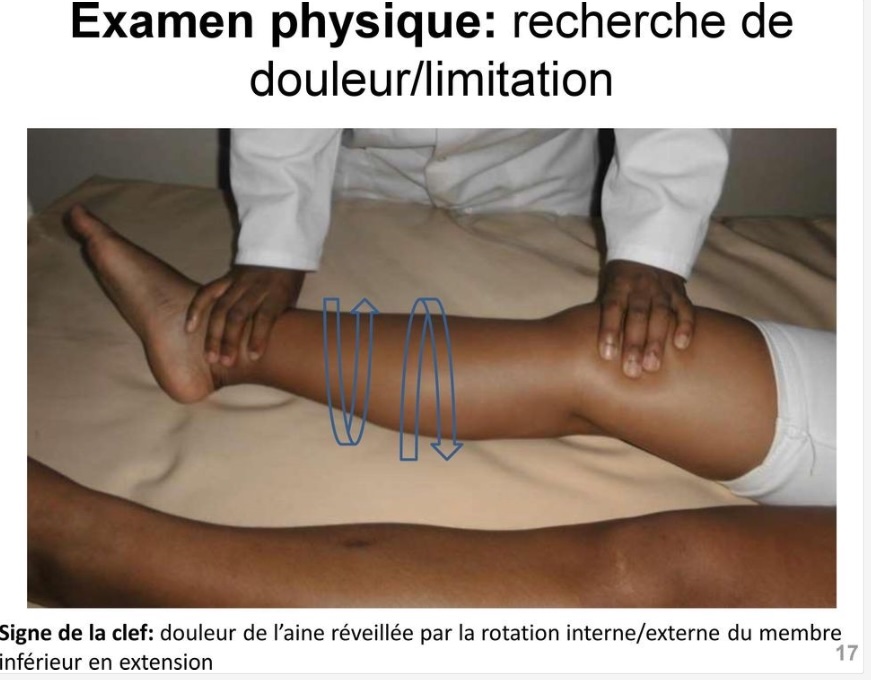 Examen physique: recherche de
douleur/limitation
Signe de la clef: douleur de l'aine réveillée par la rotation interne/externe du membre
inférieur en extension
17